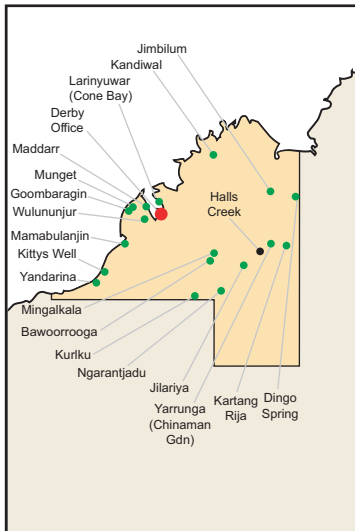 Jimbilum
Kandiwal
Larinyuwar
(Cone Bay)
Derby
Office
Maddarr
Munget
Goombaragin
Wulununjur
Halls
Creek
Mamabulanjin
Kittys Well
Yandarina
Mingalkala
Bawoorrooga
Kurlku
Ngarantjadu
Jilariya
Yarrunga
(Chinaman
Gdn)
Kartang
Rija
Dingo
Spring